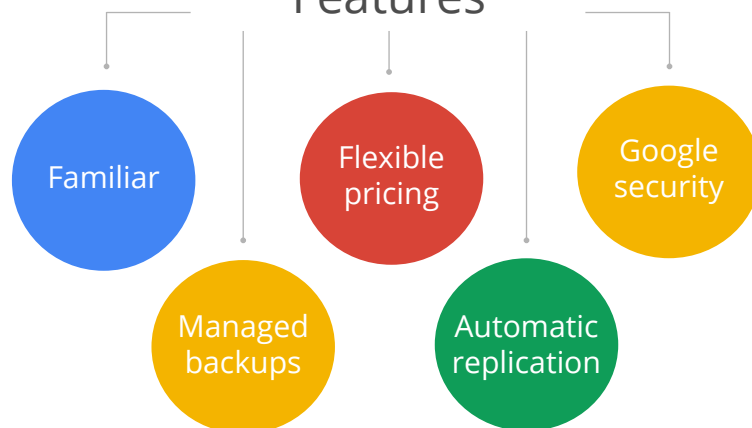 Features
Familiar
Flexible
pricing
Google
security
Managed
backups
Automatic
replication